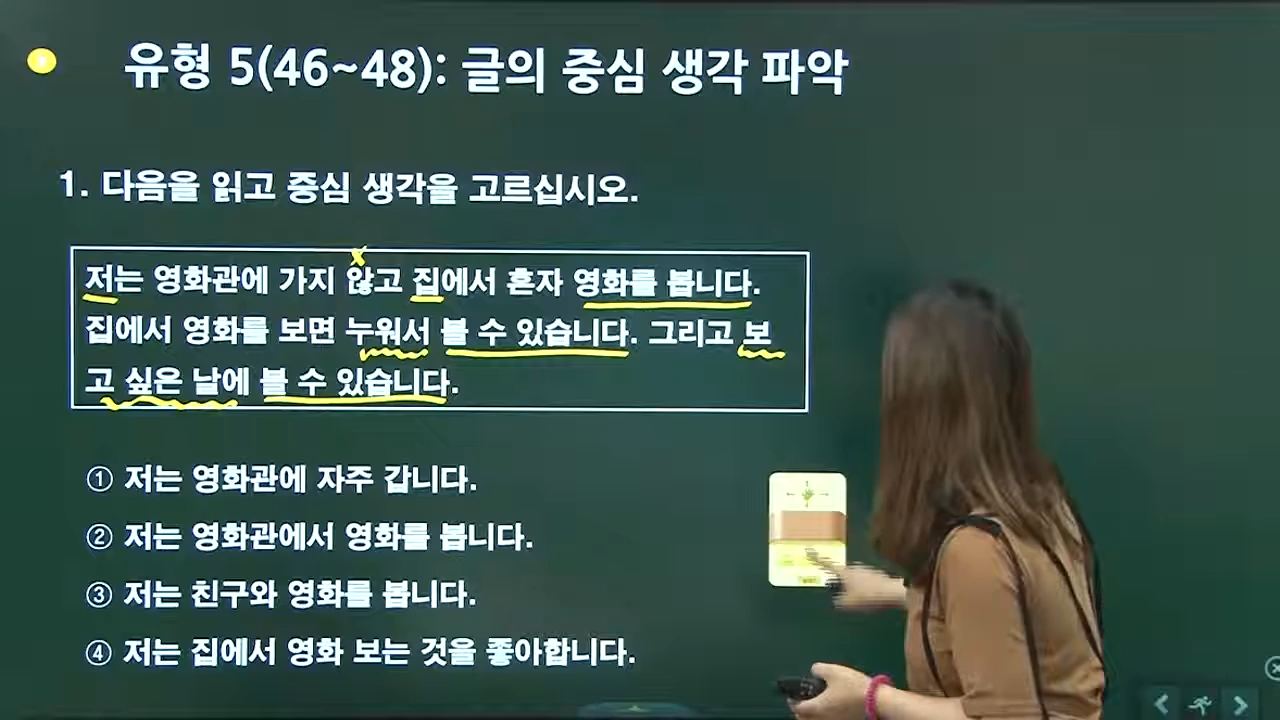 유형 5(46~48): 글의 중심 생각 파악
1. 다음을 읽고 중심 생각을 고르십시오.
저는 영화관에 가지 않고 집에서 혼자 영화를 봅니다.
집에서 영화를 보면 누워서 볼 수 있습니다. 그리고 보
고 싶은 날에 볼 수 있습니다.
① 저는 영화관에 자주 갑니다.
② 저는 영화관에서 영화를 봅니다.
③ 저는 친구와 영화를 봅니다.
④ 저는 집에서 영화 보는 것을 좋아합니다.